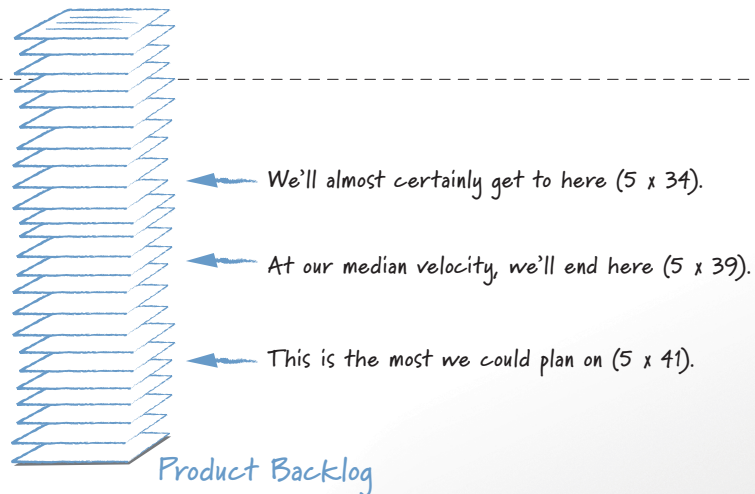 We'll almost certainly get to here (5 x 34).
At our median velocity, we'll end here (5 x 39).
This is the most we could plan on (5 x 41).
Product Backlog